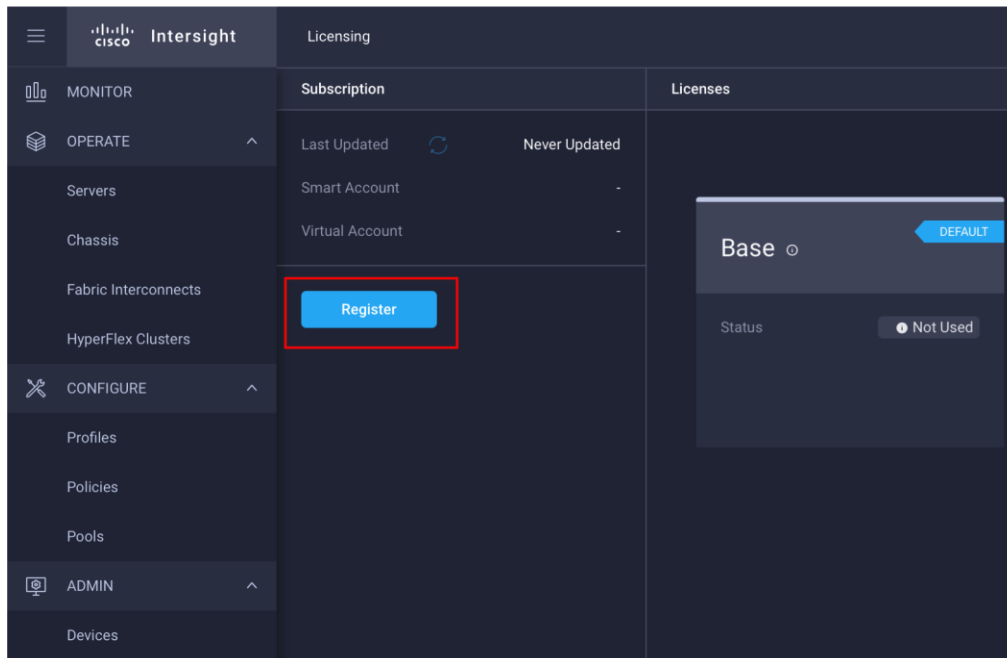 cisco Intersight
Licensing
MONITOR
OPERATE
Servers
Chassis
Fabric Interconnects
HyperFlex Clusters
CONFIGURE
Profiles
Policies
Pools
ADMIN
Devices
Subscription
Last Updated Never Updated
Smart Account -
Virtual Account -
Register
Licenses
Base DEFAULT
Status Not Used